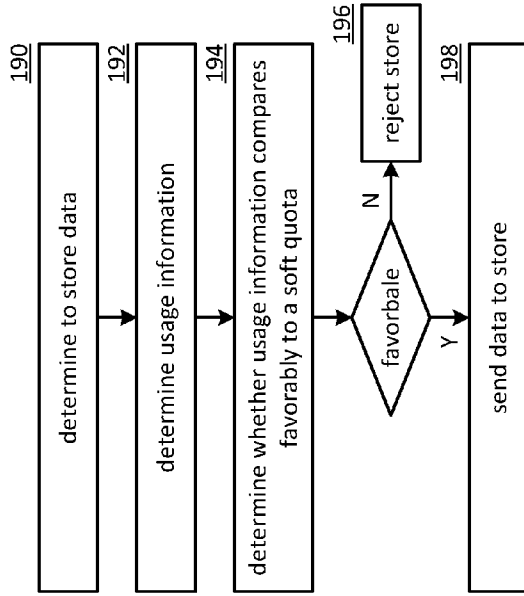 190
determine to store data
192
determine usage information
194
determine whether usage information compares
favorably to a soft quota
favorbale
N
196
reject store
Y
198
send data to store